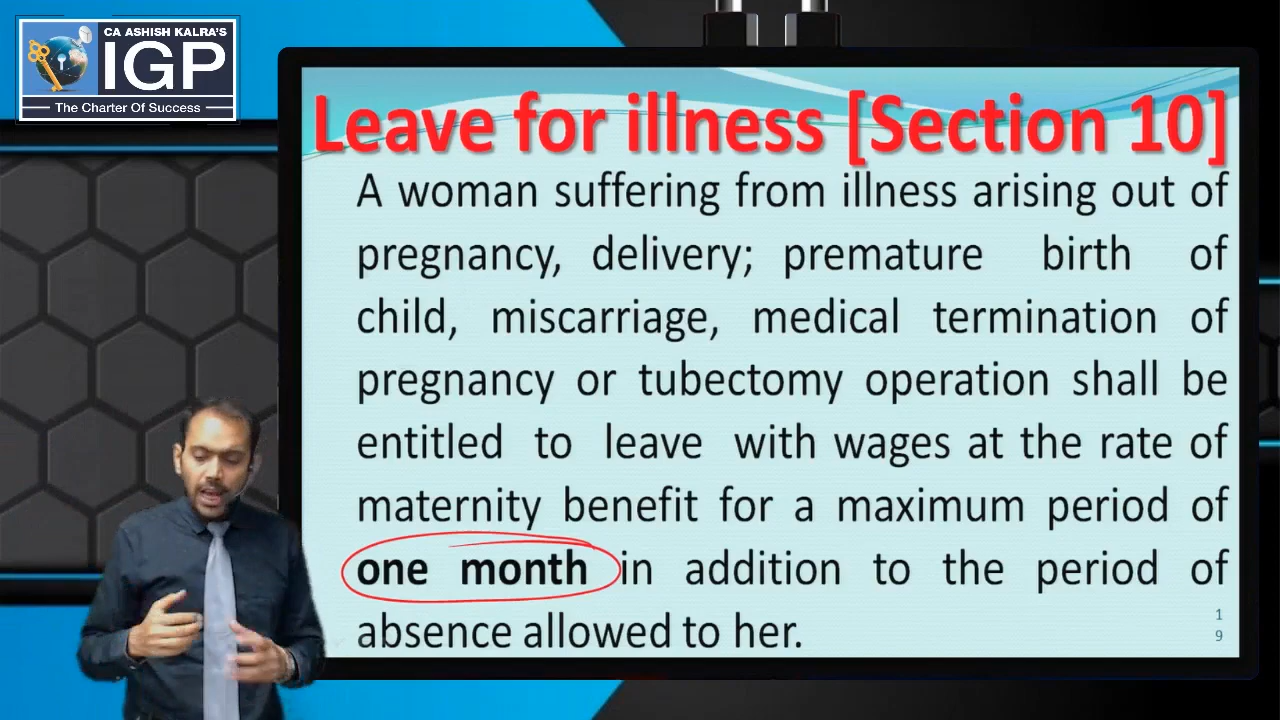 CA ASHISH KALRA'S
IGP
The Charter Of Success
Leave for illness [Section 10]
A woman suffering from illness arising out of
pregnancy, delivery; premature birth of
child, miscarriage, medical termination of
pregnancy or tubectomy operation shall be
entitled to leave with wages at the rate of
maternity benefit for a maximum period of
one month in addition to the period of
absence allowed to her.
1
9